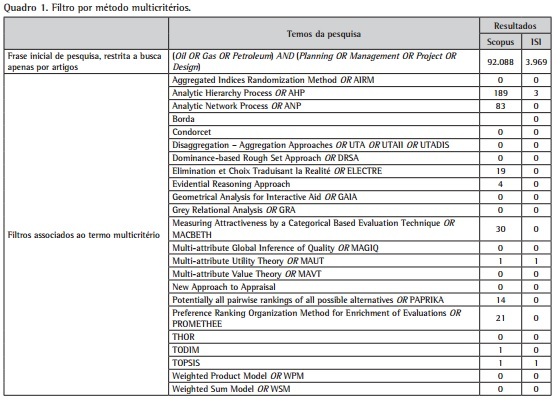 Quadro 1. Filtro por método multicritérios.
Temos da pesquisa
Resultados
Scopus
ISI
Frase inicial de pesquisa, restrita a busca
apenas por artigos
(Oil OR Gas OR Petroleum) AND (Planning OR Management OR Project OR
Design)
92.088
3.969
Filtros associados ao termo multicritério
Aggregated Indices Randomization Method OR AIRM 0 0
Analytic Hierarchy Process OR AHP 189 3
Analytic Network Process OR ANP 83 0
Borda 0
Condorcet 0 0
Disaggregation – Aggregation Approaches OR UTA OR UTAII OR UTADIS 0 0
Dominance-based Rough Set Approach OR DRSA 0 0
Elimination et Choix Traduisant la Realité OR ELECTRE 19 0
Evidential Reasoning Approach 4 0
Geometrical Analysis for Interactive Aid OR GAIA 0 0
Grey Relational Analysis OR GRA 0 0
Measuring Attractiveness by a Categorical Based Evaluation Technique OR
MACBETH 30 0
Multi-attribute Global Inference of Quality OR MAGIQ 0 0
Multi-attribute Utility Theory OR MAUT 1 1
Multi-attribute Value Theory OR MAVT 0 0
New Approach to Appraisal 0 0
Potentially all pairwise rankings of all possible alternatives OR PAPRIKA 14 0
Preference Ranking Organization Method for Enrichment of Evaluations OR
PROMETHEE 21 0
THOR 0 0
TODIM 1 0
TOPSIS 1 1
Weighted Product Model OR WPM 0 0
Weighted Sum Model OR WSM 0 0